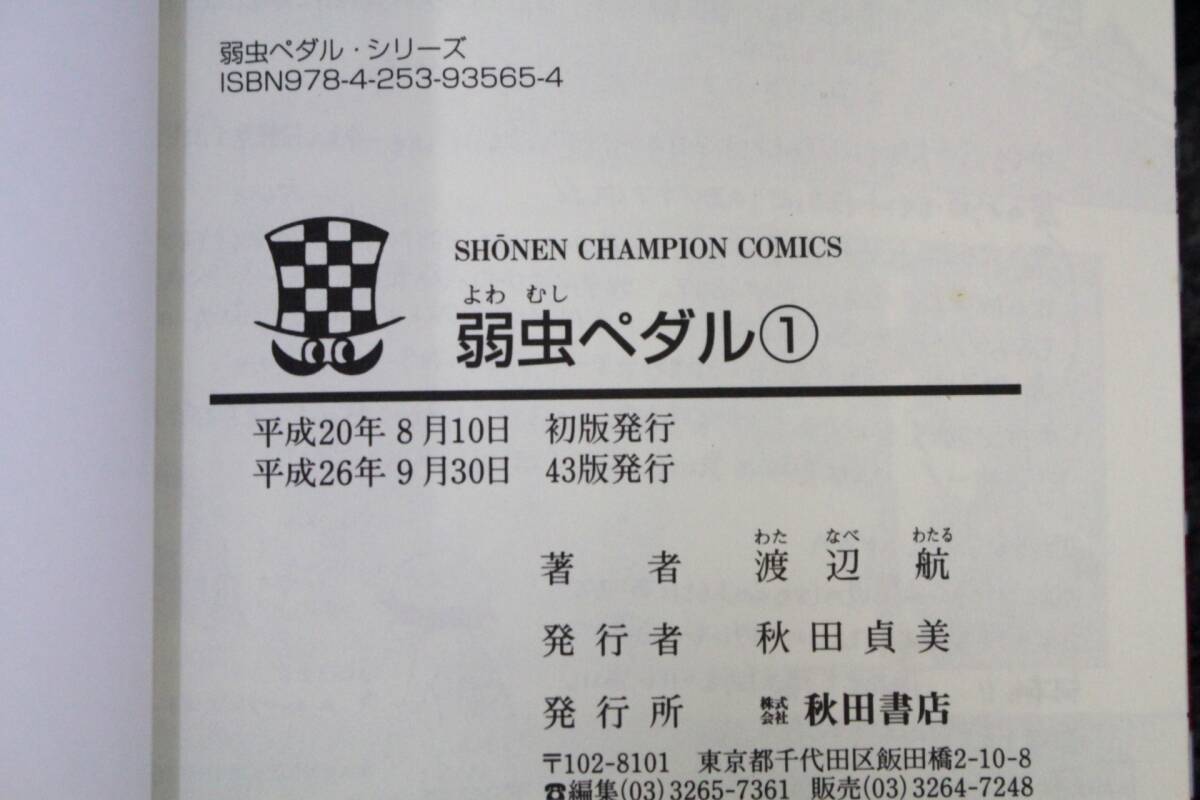 弱虫ペダル・シリーズ
ISBN978-4-253-93565-4
SHŌNEN CHAMPION COMICS
よわ むし
弱虫ペダル①
平成20年 8月10日 初版発行
平成26年 9月30日 43版発行
わた なべ わたる
著者 渡辺航
発行者 秋田貞美
発行所 株式会社 秋田書店
〒102-8101 東京都千代田区飯田橋2-10-8
☎編集(03)3265-7361 販売(03)3264-7248